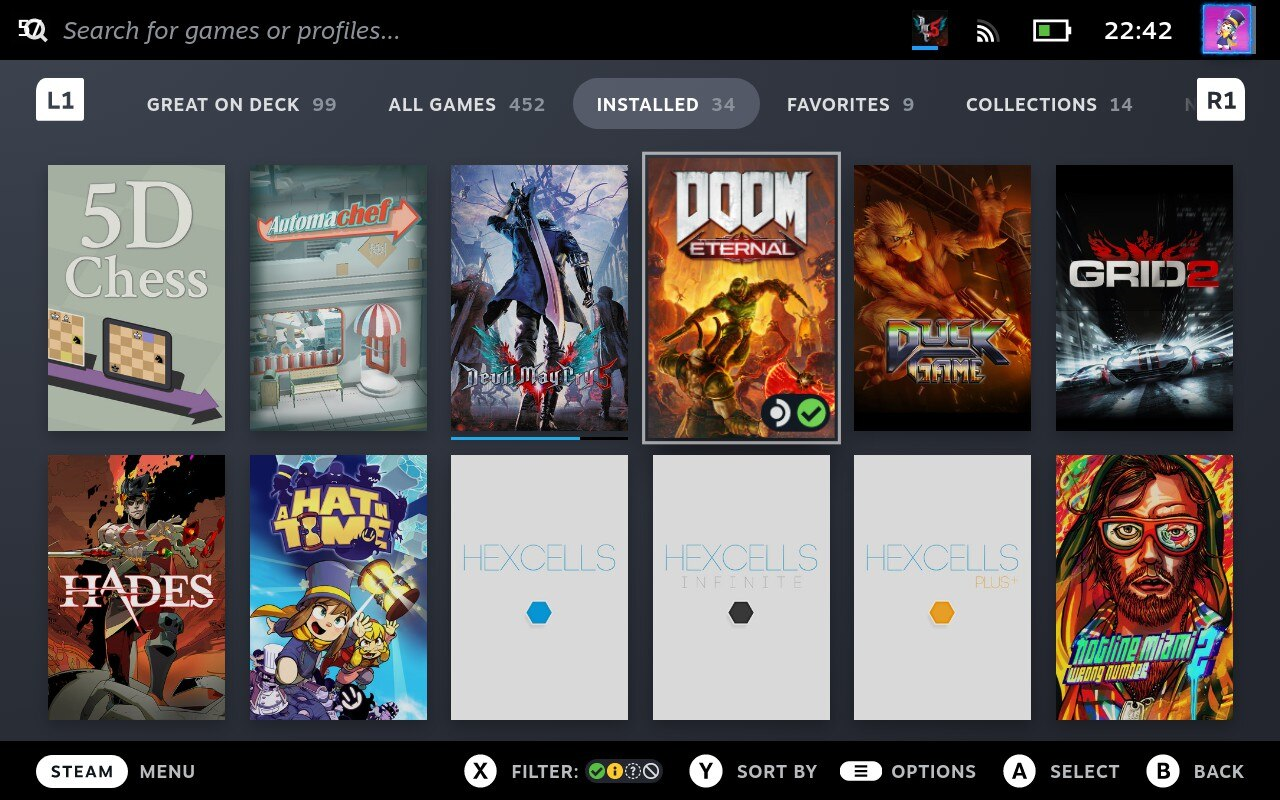 Search for games or profiles...
22:42
L1
GREAT ON DECK 99
ALL GAMES 452
INSTALLED 34
FAVORITES 9
COLLECTIONS 14
R1
5D
Chess
Automachef
Devil May Cry 5
DOOM
ETERNAL
DUCK
GAME
GRID 2
HADES
A HAT IN
TIME
HEXCELLS
HEXCELLS
INFINITE
HEXCELLS
PLUS+
hotline miami 2
wrong number
STEAM MENU
X FILTER:
Y SORT BY
OPTIONS
A SELECT
B BACK